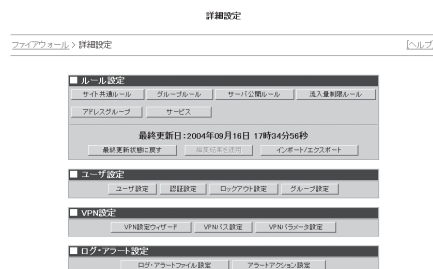 詳細設定
ファイアウォール > 詳細設定 [ヘルプ
■ ルール設定
サイト共通ルール グループルール サーバ公開ルール 流入量制限ルール
アドレスグループ サービス
最終更新日:2004年09月16日 17時34分56秒
最終更新状態に戻す 編集結果を適用 インポート/エクスポート
■ ユーザ設定
ユーザ設定 認証設定 ロックアウト設定 グループ設定
■ VPN設定
VPN設定ウィザード VPNパス設定 VPNパラメータ設定
■ ログ・アラート設定
ログ・アラートファイル設定 アラートアクション設定